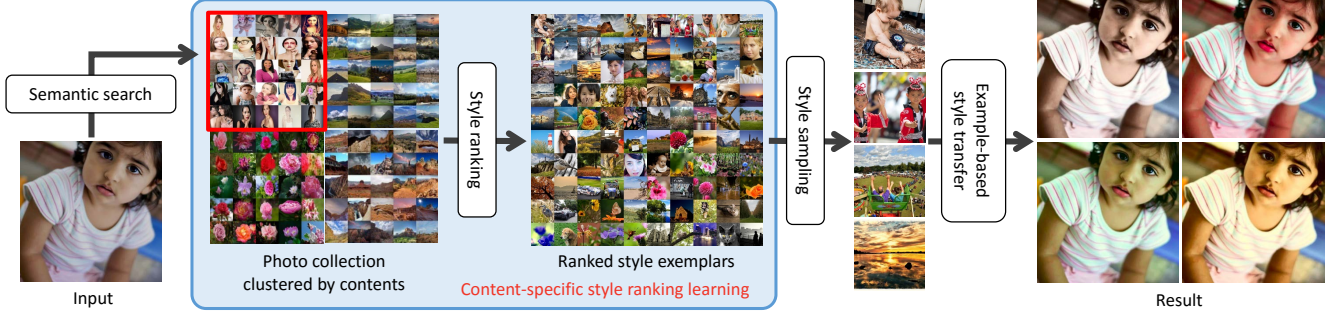 Semantic search
Input
Photo collection
clustered by contents
Style ranking
Ranked style exemplars
Content-specific style ranking learning
Style sampling
Example-based
style transfer
Result